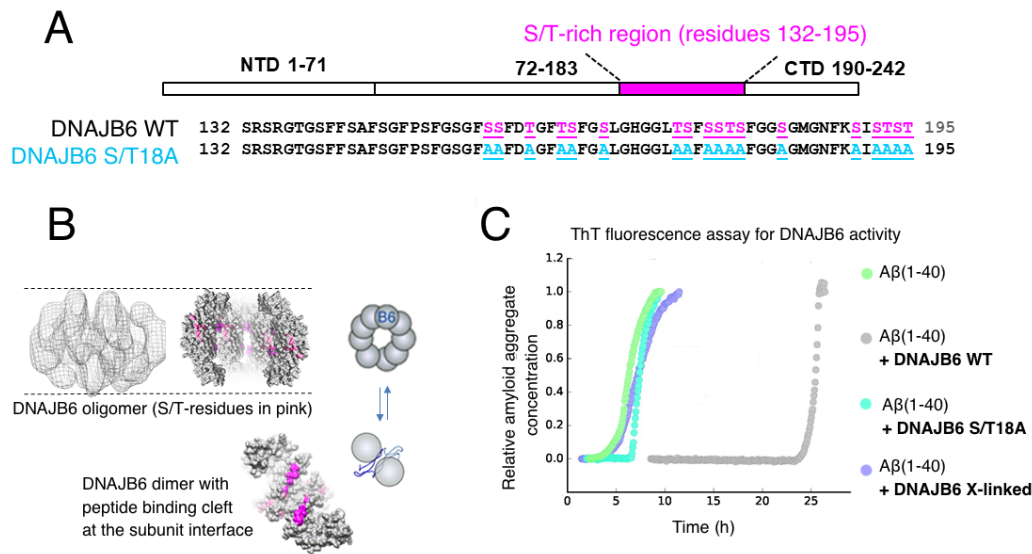 A
S/T-rich region (residues 132-195)
NTD 1-71
72-183
CTD 190-242
DNAJB6 WT 132 SRSRGTGSFFSAFSGFPSFGSGFSSFDTGFTSFGSLGHGGLTSFSSTSFGGSGMGNFKSISTST 195
DNAJB6 S/T18A 132 SRSRGTGSFFSAFSGFPSFGSGFAAFDAGFAAFGALGHGGLAAFAAAAFGGAGMGNFKAIAAAA 195
B
B6
DNAJB6 oligomer (S/T-residues in pink)
DNAJB6 dimer with
peptide binding cleft
at the subunit interface
C
ThT fluorescence assay for DNAJB6 activity
Relative amyloid aggregate
concentration
1.2
1.0
0.8
0.6
0.4
0.2
0.0
0
5
10
15
20
25
Time (h)
Aβ(1-40)
Aβ(1-40)
+ DNAJB6 WT
Aβ(1-40)
+ DNAJB6 S/T18A
Aβ(1-40)
+ DNAJB6 X-linked